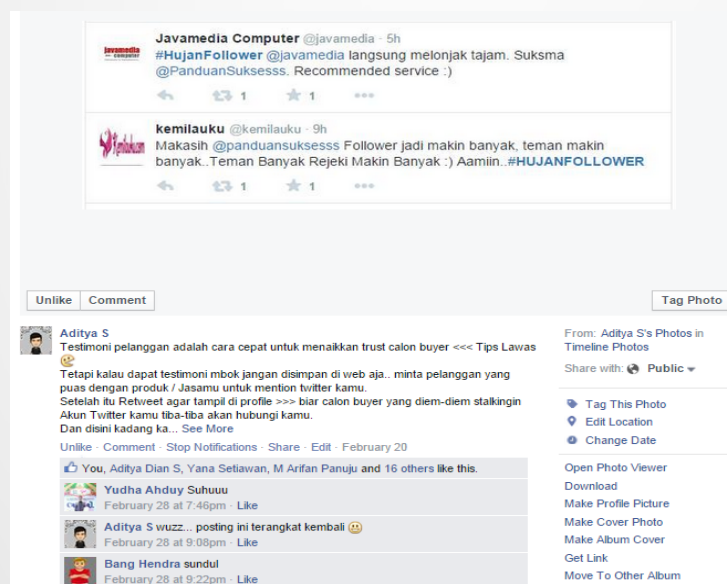 javamedia
computer
Javamedia Computer @javamedia · 5h
#HujanFollower @javamedia langsung melonjak tajam. Suksma
@PanduanSuksesss. Recommended service :)
1 1
kemilauku @kemilauku · 9h
Makasih @panduansuksesss Follower jadi makin banyak, teman makin
banyak..Teman Banyak Rejeki Makin Banyak :) Aamiin..#HUJANFOLLOWER
1 1
Unlike Comment
Tag Photo
Aditya S
Testimoni pelanggan adalah cara cepat untuk menaikkan trust calon buyer <<< Tips Lawas
Tetapi kalau dapat testimoni mbok jangan disimpan di web aja.. minta pelanggan yang
puas dengan produk / Jasamu untuk mention twitter kamu.
Setelah itu Retweet agar tampil di profile >>> biar calon buyer yang diem-diem stalkingin
Akun Twitter kamu tiba-tiba akan hubungi kamu.
Dan disini kadang ka... See More
Unlike · Comment · Stop Notifications · Share · Edit · February 20
You, Aditya Dian S, Yana Setiawan, M Arifan Panuju and 16 others like this.
Yudha Ahduy Suhuuu
February 28 at 7:46pm · Like
Aditya S wuzz... posting ini terangkat kembali
February 28 at 9:08pm · Like
Bang Hendra sundul
February 28 at 9:22pm · Like
From: Aditya S's Photos in
Timeline Photos
Share with: Public
Tag This Photo
Edit Location
Change Date
Open Photo Viewer
Download
Make Profile Picture
Make Cover Photo
Make Album Cover
Get Link
Move To Other Album